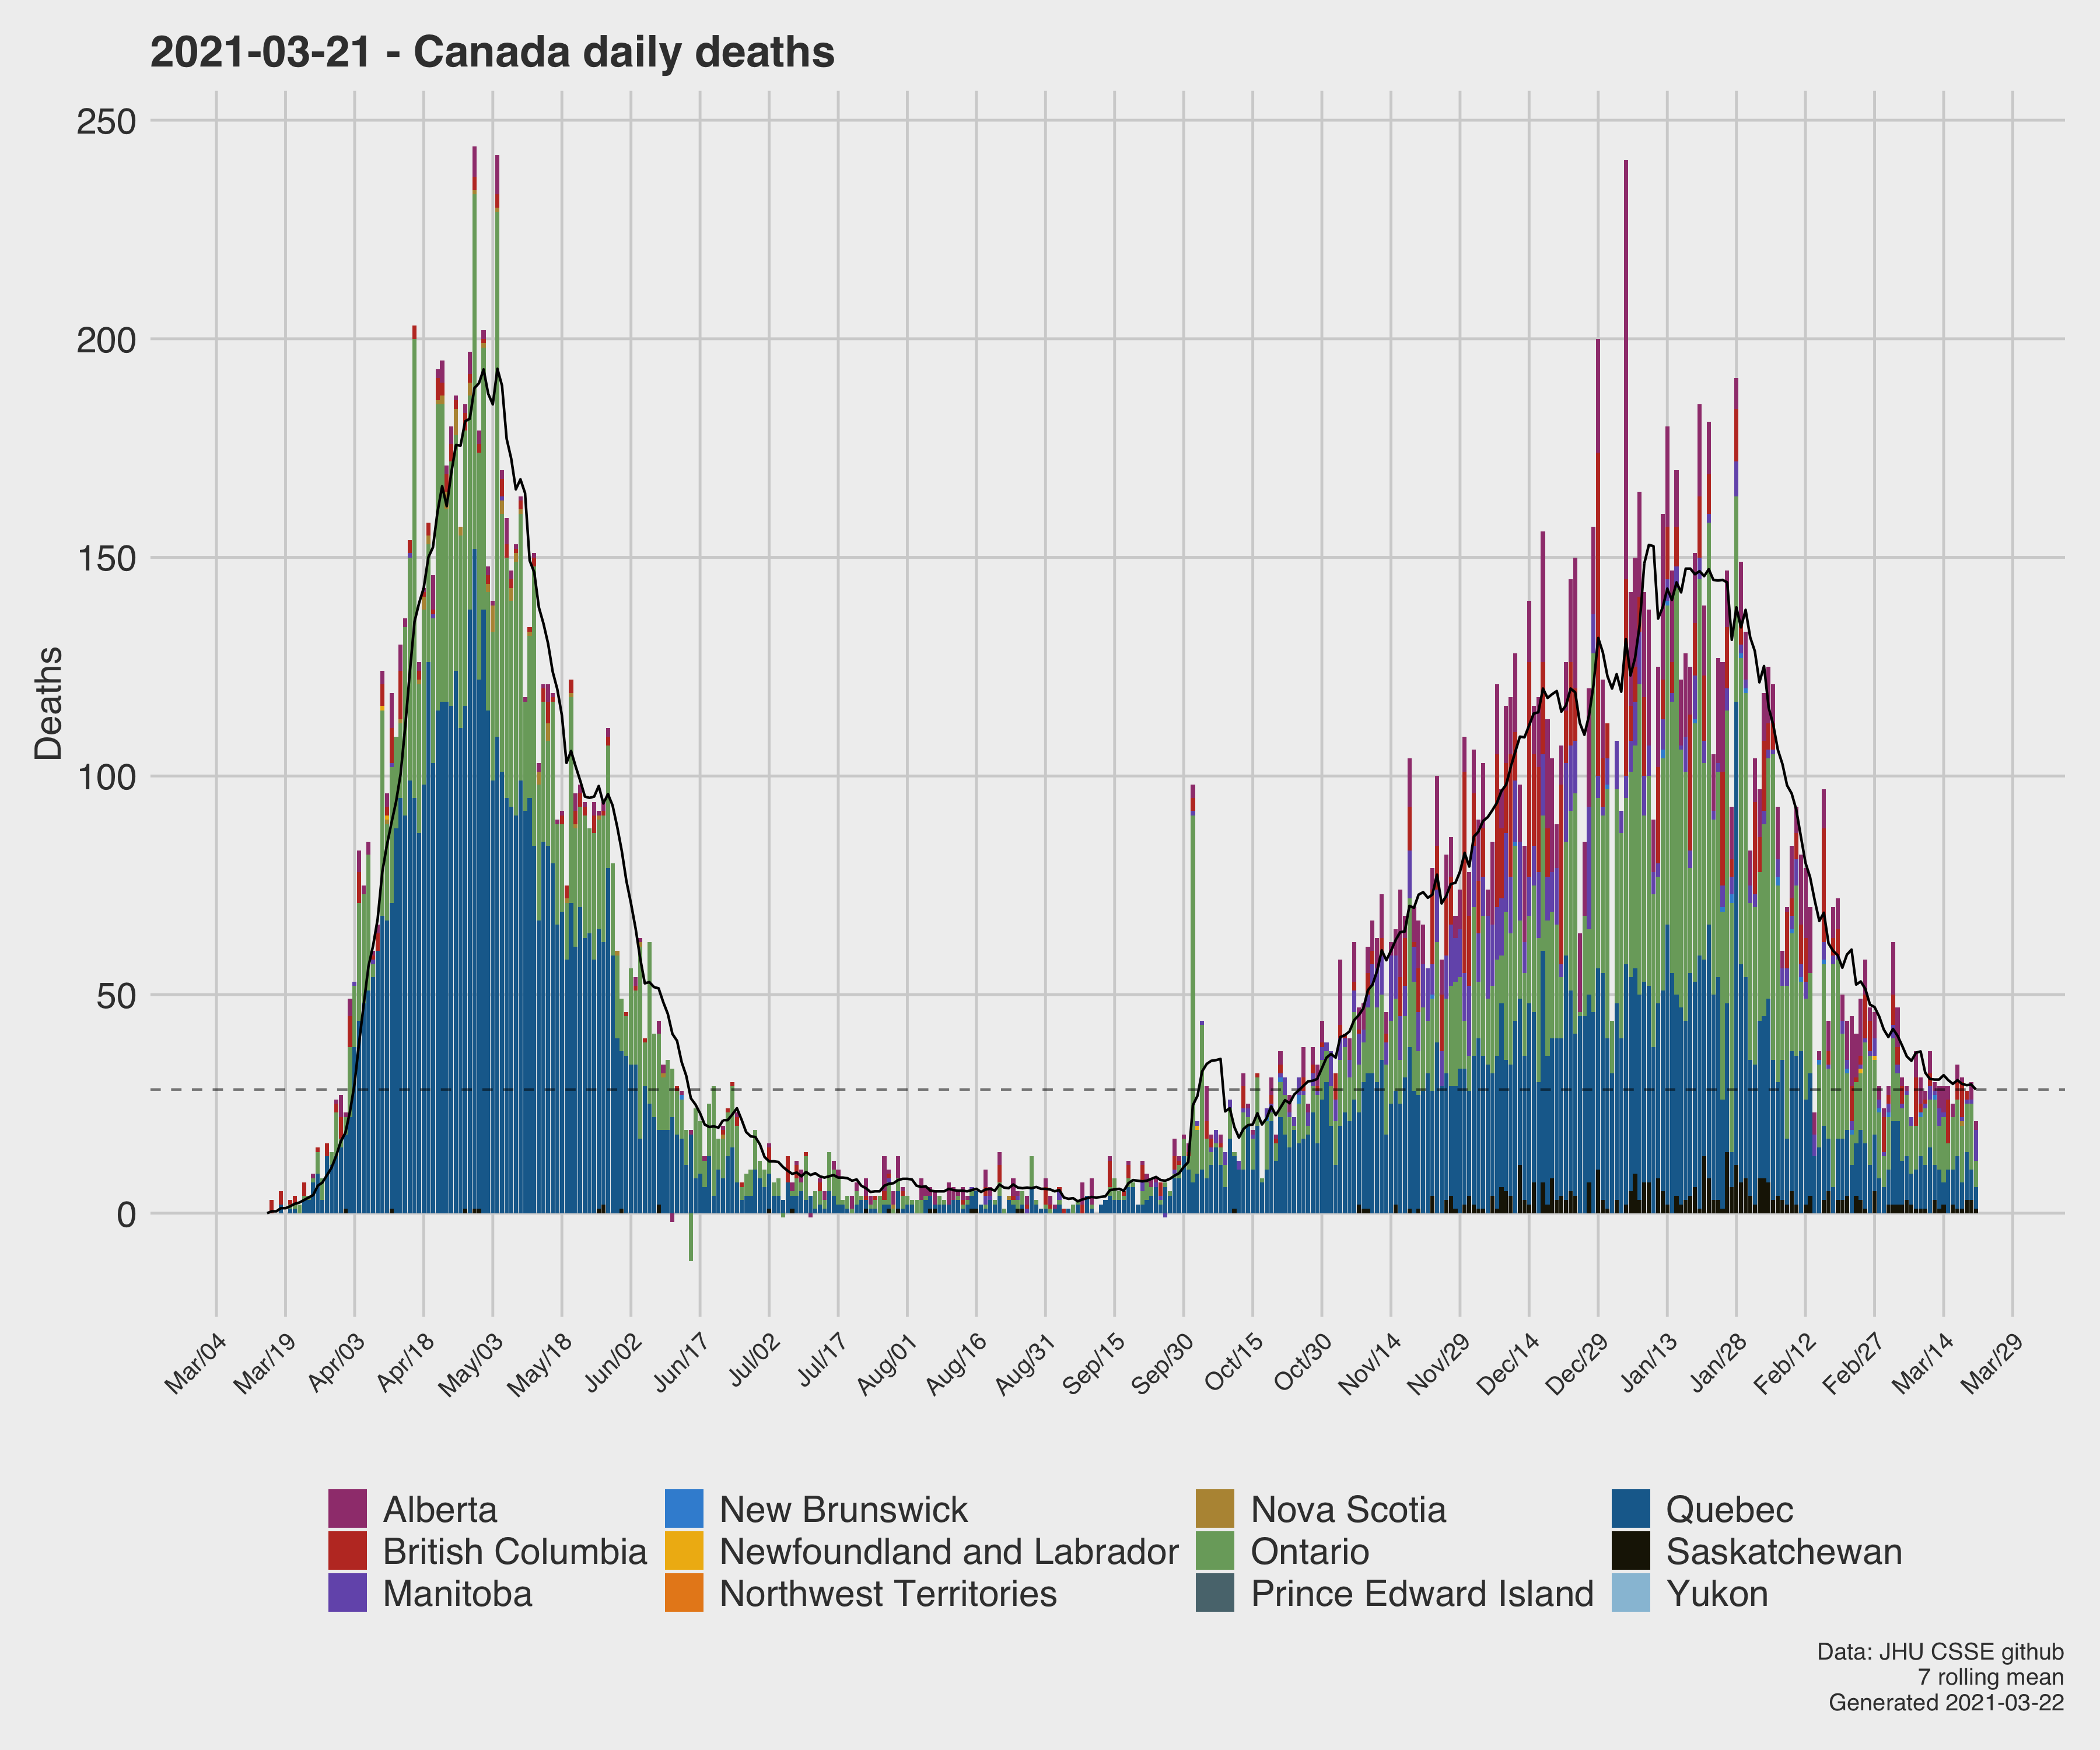 2021-03-21 - Canada daily deaths
250
200
150
100
50
0
Deaths
Mar/04
Mar/19
Apr/03
Apr/18
May/03
May/18
Jun/02
Jun/17
Jul/02
Jul/17
Aug/01
Aug/16
Aug/31
Sep/15
Sep/30
Oct/15
Oct/30
Nov/14
Nov/29
Dec/14
Dec/29
Jan/13
Jan/28
Feb/12
Feb/27
Mar/14
Mar/29
Alberta
British Columbia
Manitoba
New Brunswick
Newfoundland and Labrador
Northwest Territories
Nova Scotia
Ontario
Prince Edward Island
Quebec
Saskatchewan
Yukon
Data: JHU CSSE github
7 rolling mean
Generated 2021-03-22